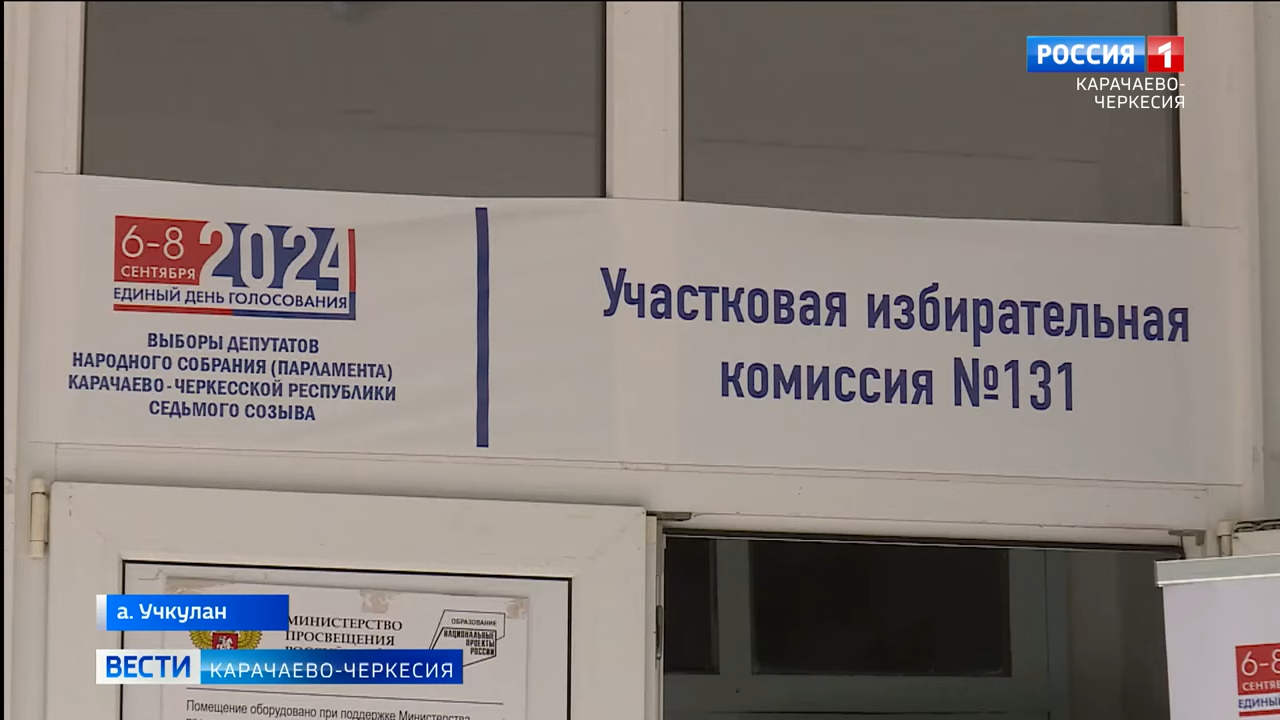 РОССИЯ 1
КАРАЧАЕВО-
ЧЕРКЕСИЯ
6-8 2024
СЕНТЯБРЯ
ЕДИНЫЙ ДЕНЬ ГОЛОСОВАНИЯ
ВЫБОРЫ ДЕПУТАТОВ
НАРОДНОГО СОБРАНИЯ (ПАРЛАМЕНТА)
КАРАЧАЕВО-ЧЕРКЕССКОЙ РЕСПУБЛИКИ
СЕДЬМОГО СОЗЫВА
Участковая избирательная
комиссия №131
а. Учкулан
МИНИСТЕРСТВО
ПРОСВЕЩЕНИЯ
ОБРАЗОВАНИЕ
НАЦИОНАЛЬНЫЕ
ПРОЕКТЫ
РОССИИ
ВЕСТИ КАРАЧАЕВО-ЧЕРКЕСИЯ
Помещение оборудовано при поддержке Министерства
6-8